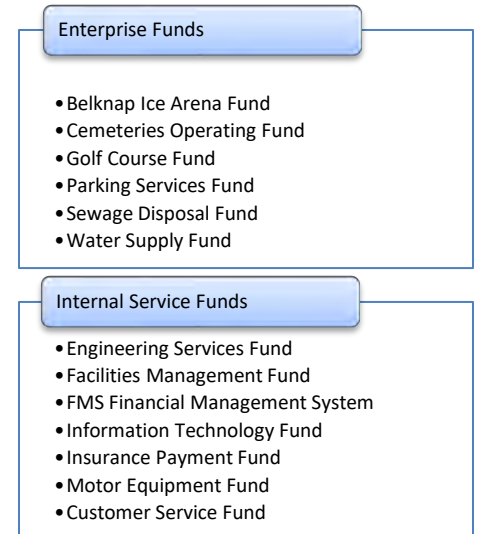 Enterprise Funds
•Belknap Ice Arena Fund
•Cemeteries Operating Fund
•Golf Course Fund
•Parking Services Fund
•Sewage Disposal Fund
•Water Supply Fund
Internal Service Funds
•Engineering Services Fund
•Facilities Management Fund
•FMS Financial Management System
•Information Technology Fund
•Insurance Payment Fund
•Motor Equipment Fund
•Customer Service Fund